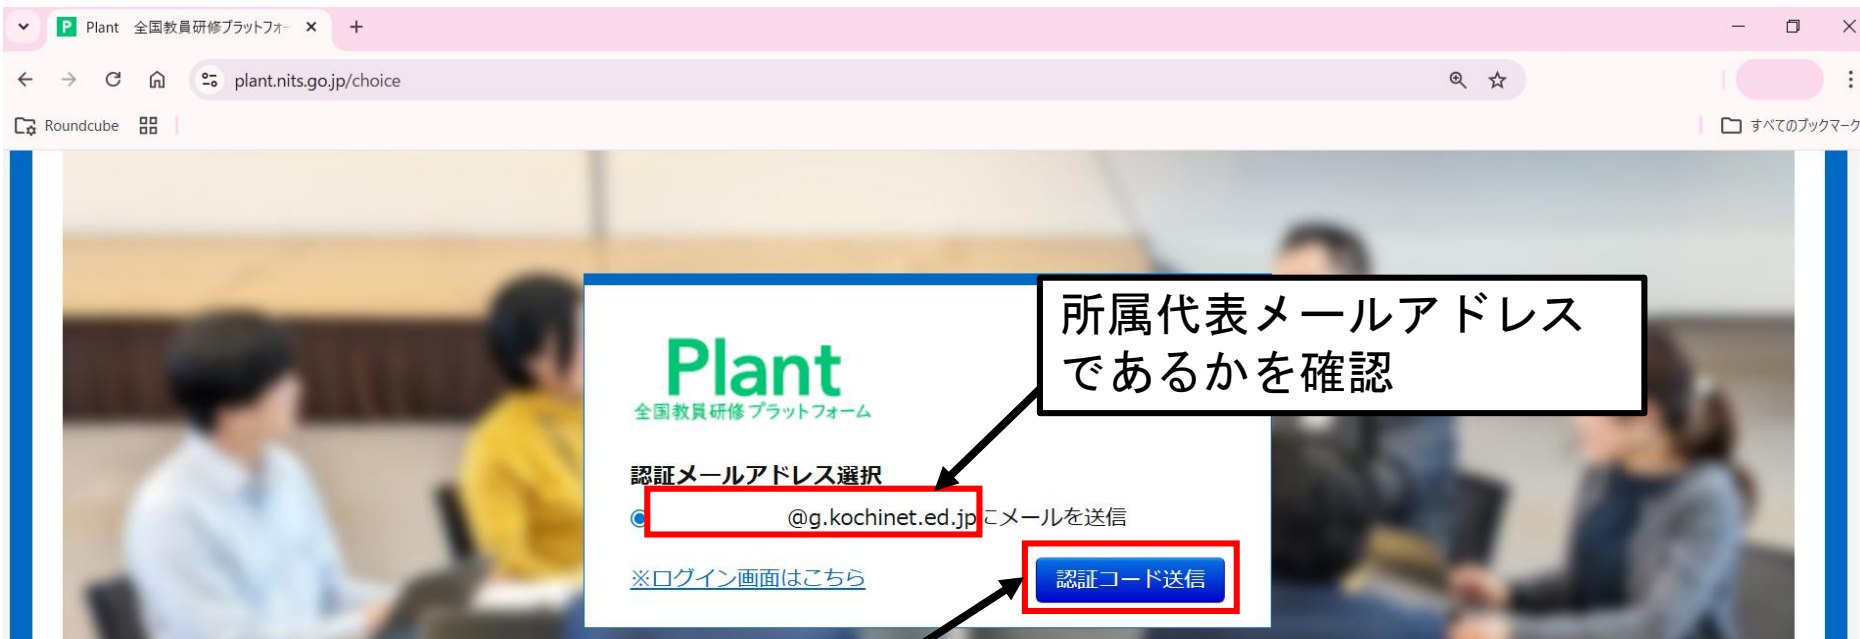 Plant 全国教員研修プラットフォー
plant.nits.go.jp/choice
Roundcube
すべてのブックマーク
所属代表メールアドレス
であるかを確認
Plant
全国教員研修プラットフォーム
認証メールアドレス選択
@g.kochinet.ed.jpにメールを送信
※ログイン画面はこちら
認証コード送信